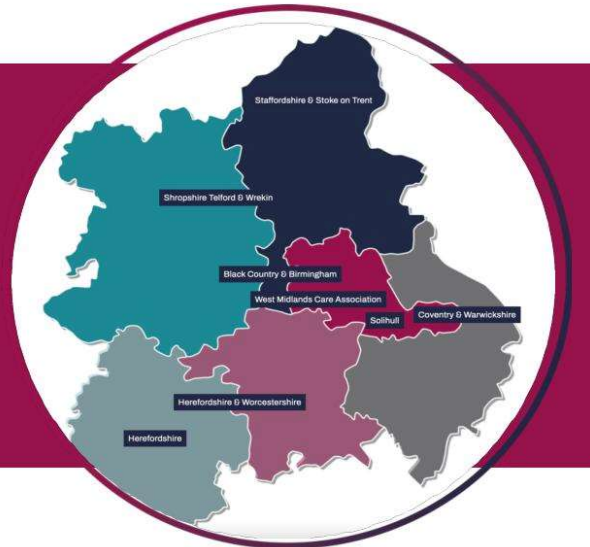 Staffordshire & Stoke on Trent
Shropshire Telford & Wrekin
Black Country & Birmingham
West Midlands Care Association
Coventry & Warwickshire
Solihull
Herefordshire & Worcestershire
Herefordshire